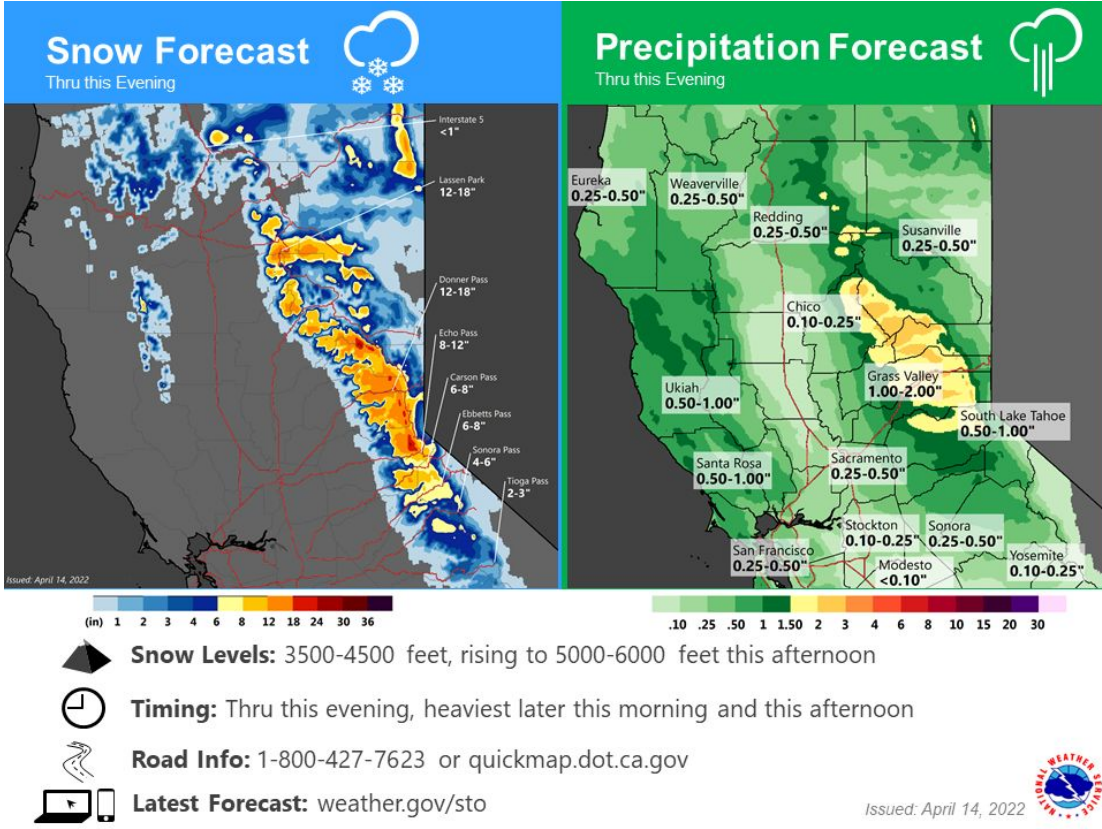 Snow Forecast
Thru this Evening
Interstate 5
<1"
Lassen Park
12-18"
Donner Pass
12-18"
Echo Pass
8-12"
Carson Pass
6-8"
Ebbetts Pass
6-8"
Sonora Pass
4-6"
Tioga Pass
2-3"
Issued: April 14, 2022
(in) 1 2 3 4 6 8 12 18 24 30 36
Precipitation Forecast
Thru this Evening
Eureka
0.25-0.50"
Weaverville
0.25-0.50"
Redding
0.25-0.50"
Susanville
0.25-0.50"
Chico
0.10-0.25"
Grass Valley
1.00-2.00"
Ukiah
0.50-1.00"
South Lake Tahoe
0.50-1.00"
Santa Rosa
0.50-1.00"
Sacramento
0.25-0.50"
Stockton
0.10-0.25"
Sonora
0.25-0.50"
San Francisco
0.25-0.50"
Modesto
<0.10"
Yosemite
0.10-0.25"
.10 .25 .50 1 1.50 2 3 4 6 8 10 15 20 30
Snow Levels: 3500-4500 feet, rising to 5000-6000 feet this afternoon
Timing: Thru this evening, heaviest later this morning and this afternoon
Road Info: 1-800-427-7623 or quickmap.dot.ca.gov
Latest Forecast: weather.gov/sto
Issued: April 14, 2022
NATIONAL WEATHER SERVICE